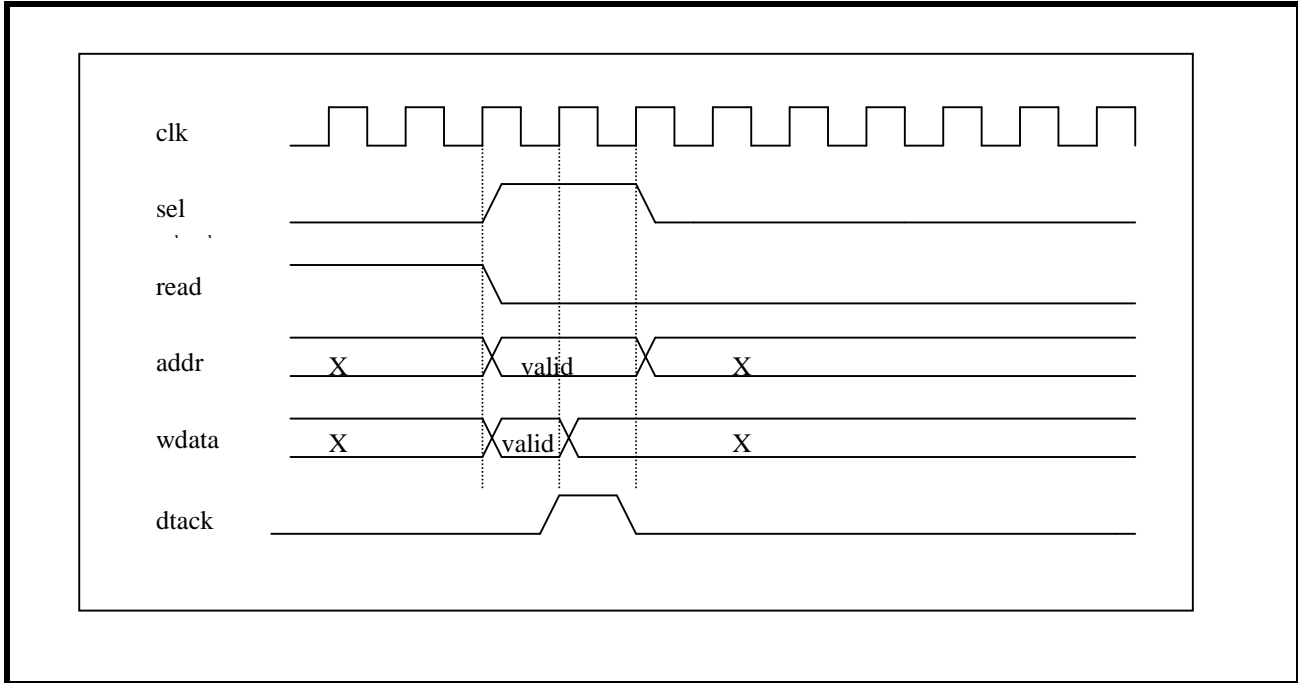 clk
sel
read
addr X valid X
wdata X valid X
dtack